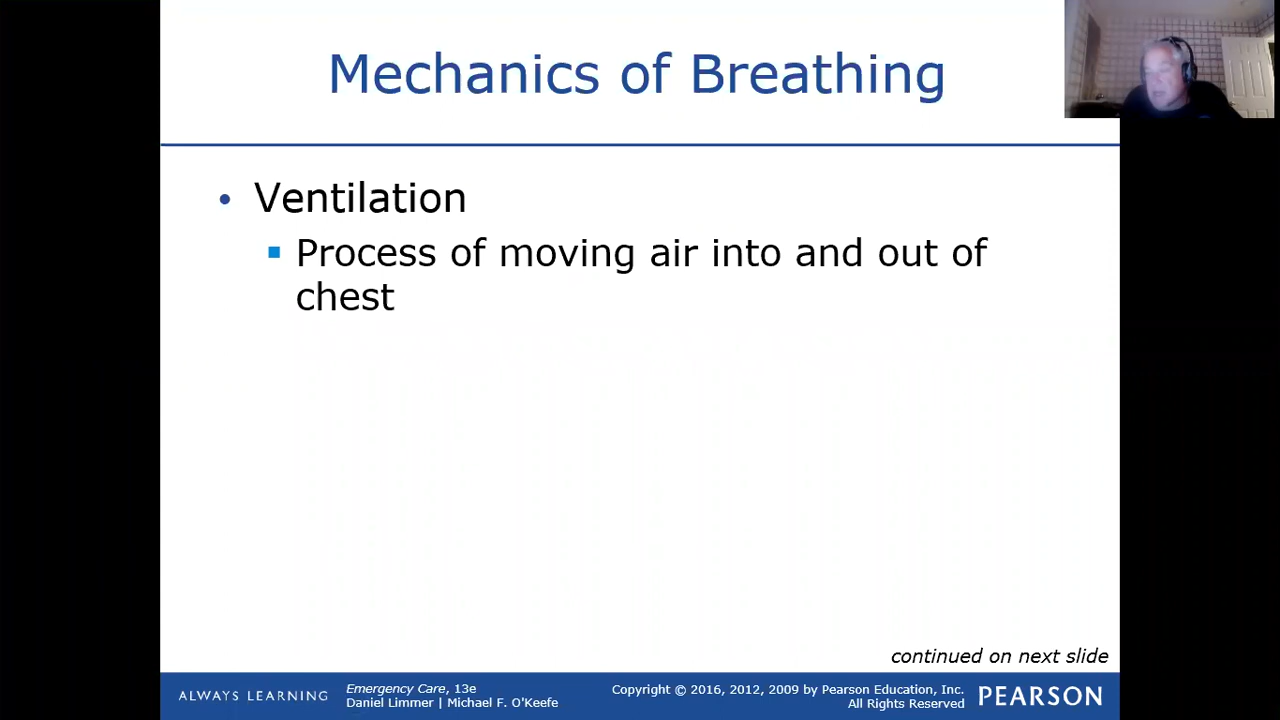 Mechanics of Breathing
• Ventilation
▪ Process of moving air into and out of
chest
continued on next slide
ALWAYS LEARNING
Emergency Care, 13e
Daniel Limmer | Michael F. O'Keefe
Copyright © 2016, 2012, 2009 by Pearson Education, Inc.
All Rights Reserved
PEARSON